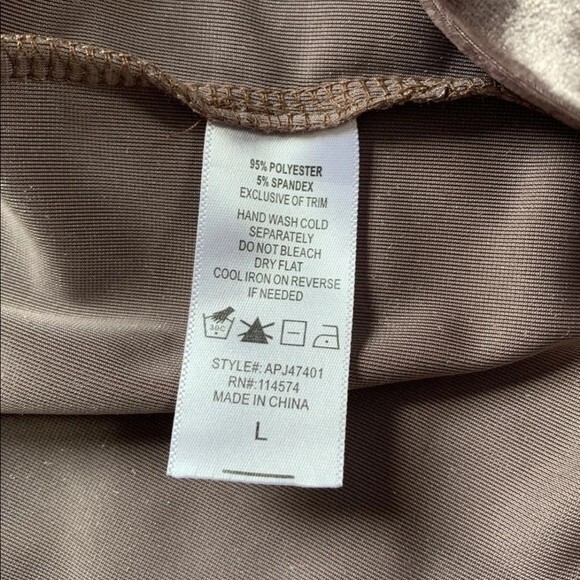 95% POLYESTER
5% SPANDEX
EXCLUSIVE OF TRIM
HAND WASH COLD
SEPARATELY
DO NOT BLEACH
DRY FLAT
COOL IRON ON REVERSE
IF NEEDED
30C
STYLE#: APJ47401
RN#:114574
MADE IN CHINA
L